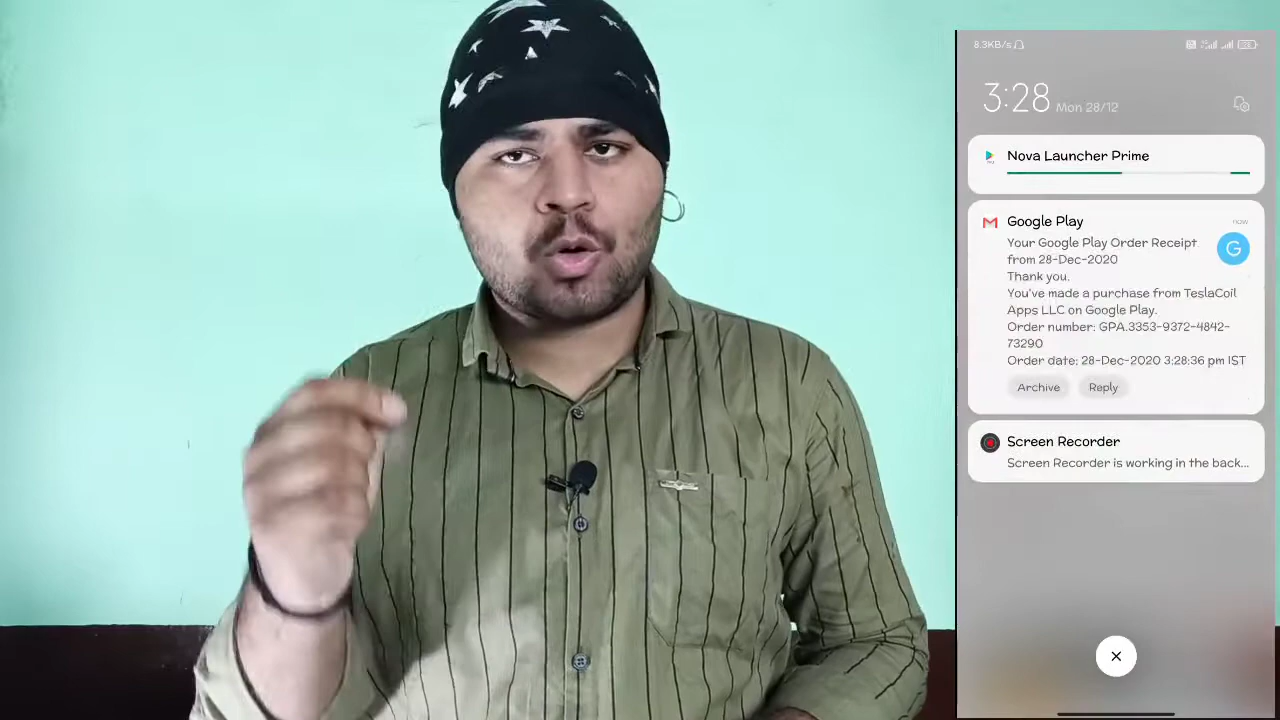 8.3KB/s
3:28 Mon 28/12
Nova Launcher Prime
Google Play now
Your Google Play Order Receipt
from 28-Dec-2020
Thank you.
You've made a purchase from TeslaCoil
Apps LLC on Google Play.
Order number: GPA.3353-9372-4842-
73290
Order date: 28-Dec-2020 3:28:36 pm IST
Archive Reply
Screen Recorder
Screen Recorder is working in the back...
G